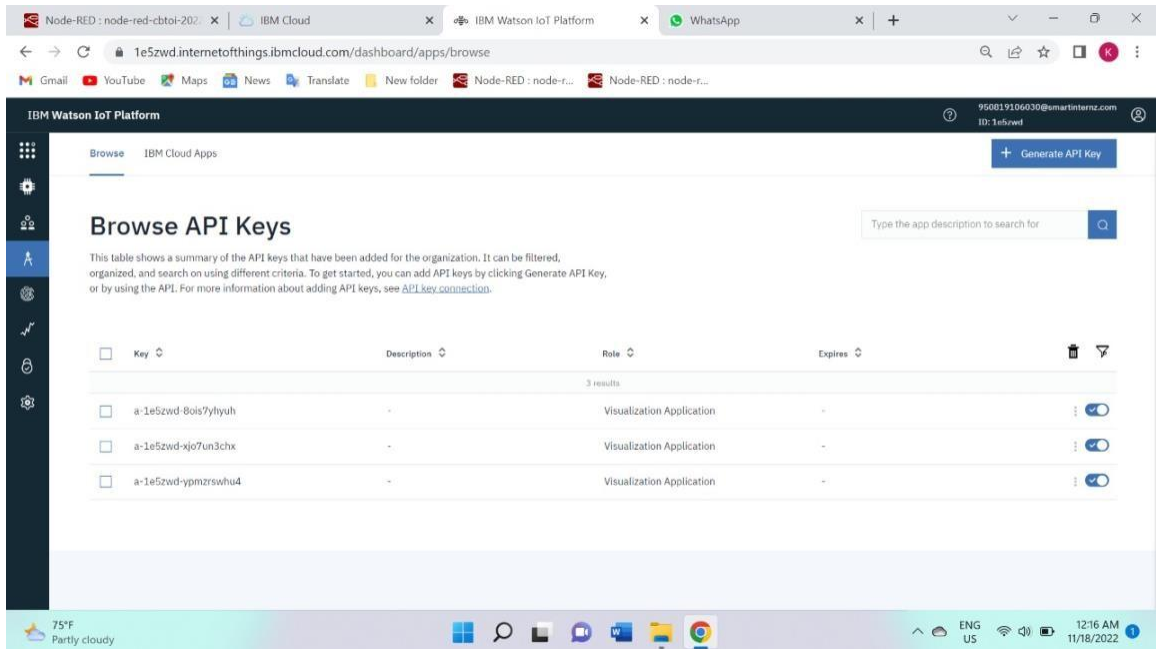 Node-RED : node-red-cbtoi-202
IBM Cloud
IBM Watson IoT Platform
WhatsApp
1e5zwd.internetofthings.ibmcloud.com/dashboard/apps/browse
K
Gmail YouTube Maps News Translate New folder Node-RED : node-r... Node-RED : node-r...
IBM Watson IoT Platform
950819106030@smartinternz.com
ID: 1e5zwd
Browse IBM Cloud Apps
+ Generate API Key
Browse API Keys
Type the app description to search for
This table shows a summary of the API keys that have been added for the organization. It can be filtered,
organized, and search on using different criteria. To get started, you can add API keys by clicking Generate API Key,
or by using the API. For more information about adding API keys, see API key connection.
Key Description Role Expires
3 results
a-1e5zwd-8ois7yhyuh - Visualization Application -
a-1e5zwd-xjo7un3chx - Visualization Application -
a-1e5zwd-ypmzrswhu4 - Visualization Application -
75°F
Partly cloudy
ENG
US
12:16 AM
11/18/2022
1